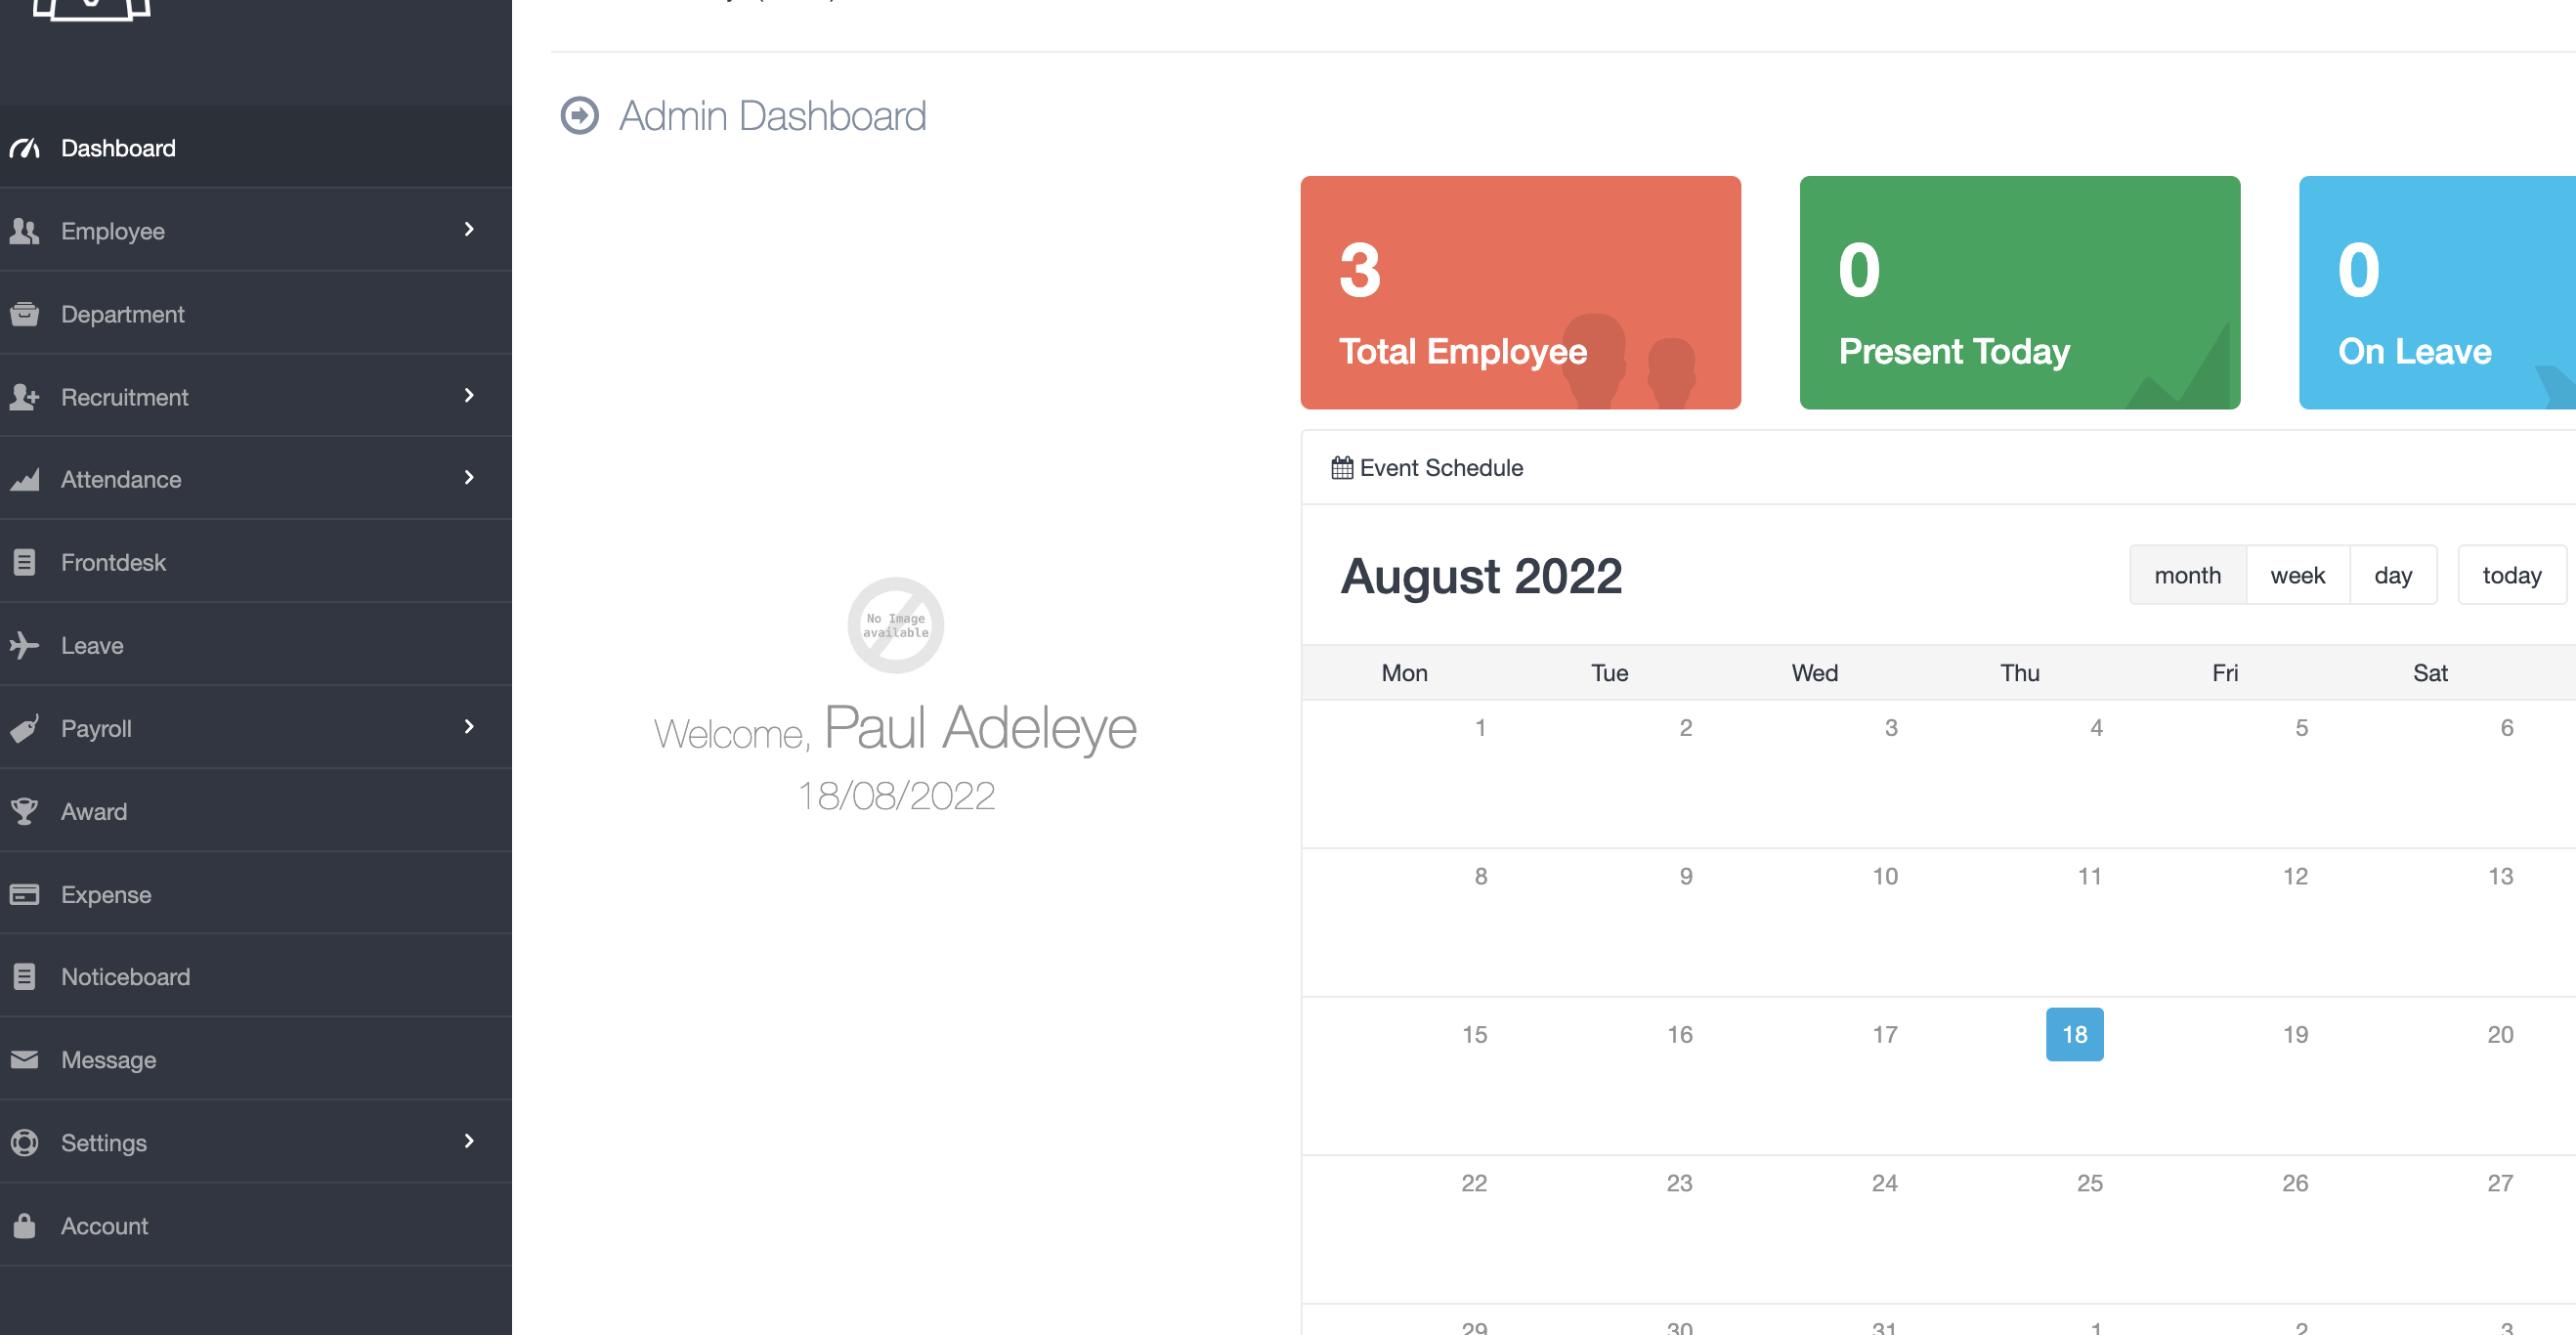 Dashboard
Employee
Department
Recruitment
Attendance
Frontdesk
Leave
Payroll
Award
Expense
Noticeboard
Message
Settings
Account
Admin Dashboard
No Image
available
Welcome, Paul Adeleye
18/08/2022
3
Total Employee
0
Present Today
0
On Leave
Event Schedule
August 2022
month week day today
Mon Tue Wed Thu Fri Sat
1 2 3 4 5 6
8 9 10 11 12 13
15 16 17 18 19 20
22 23 24 25 26 27
29 30 31 1 2 3